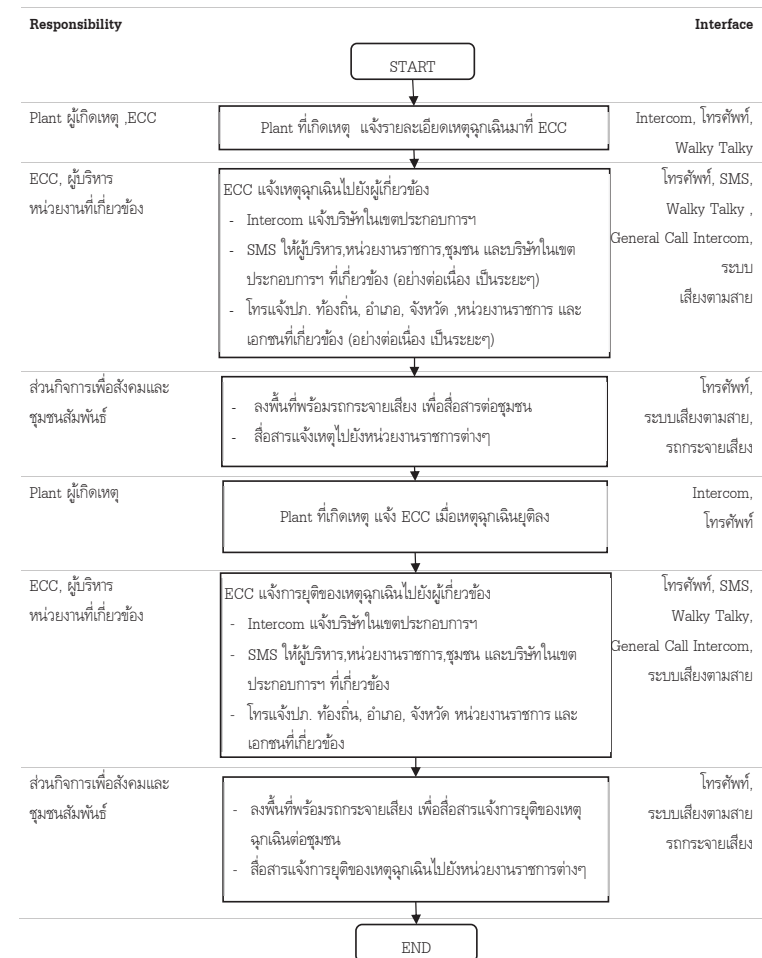 Responsibility Interface
START
Plant ผู้เกิดเหตุ ,ECC
Plant ที่เกิดเหตุ แจ้งรายละเอียดเหตุฉุกเฉินมาที่ ECC
Intercom, โทรศัพท์,
Walky Talky
ECC, ผู้บริหาร
หน่วยงานที่เกี่ยวข้อง
ECC แจ้งเหตุฉุกเฉินไปยังผู้เกี่ยวข้อง
- Intercom แจ้งบริษัทในเขตประกอบการฯ
- SMS ให้ผู้บริหาร,หน่วยงานราชการ,ชุมชน และบริษัทในเขต
ประกอบการฯ ที่เกี่ยวข้อง (อย่างต่อเนื่อง เป็นระยะๆ)
- โทรแจ้งปภ. ท้องถิ่น, อำเภอ, จังหวัด ,หน่วยงานราชการ และ
เอกชนที่เกี่ยวข้อง (อย่างต่อเนื่อง เป็นระยะๆ)
โทรศัพท์, SMS,
Walky Talky ,
General Call Intercom,
ระบบ
เสียงตามสาย
ส่วนกิจการเพื่อสังคมและ
ชุมชนสัมพันธ์
- ลงพื้นที่พร้อมรถกระจายเสียง เพื่อสื่อสารต่อชุมชน
- สื่อสารแจ้งเหตุไปยังหน่วยงานราชการต่างๆ
โทรศัพท์,
ระบบเสียงตามสาย,
รถกระจายเสียง
Plant ผู้เกิดเหตุ
Plant ที่เกิดเหตุ แจ้ง ECC เมื่อเหตุฉุกเฉินยุติลง
Intercom,
โทรศัพท์
ECC, ผู้บริหาร
หน่วยงานที่เกี่ยวข้อง
ECC แจ้งการยุติของเหตุฉุกเฉินไปยังผู้เกี่ยวข้อง
- Intercom แจ้งบริษัทในเขตประกอบการฯ
- SMS ให้ผู้บริหาร,หน่วยงานราชการ,ชุมชน และบริษัทในเขต
ประกอบการฯ ที่เกี่ยวข้อง
- โทรแจ้งปภ. ท้องถิ่น, อำเภอ, จังหวัด หน่วยงานราชการ และ
เอกชนที่เกี่ยวข้อง
โทรศัพท์, SMS,
Walky Talky,
General Call Intercom,
ระบบเสียงตามสาย
ส่วนกิจการเพื่อสังคมและ
ชุมชนสัมพันธ์
- ลงพื้นที่พร้อมรถกระจายเสียง เพื่อสื่อสารแจ้งการยุติของเหตุ
ฉุกเฉินต่อชุมชน
- สื่อสารแจ้งการยุติของเหตุฉุกเฉินไปยังหน่วยงานราชการต่างๆ
โทรศัพท์,
ระบบเสียงตามสาย
รถกระจายเสียง
END